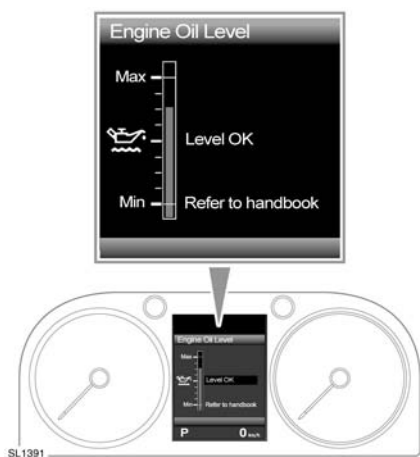 Engine Oil Level
Max
Level OK
Min
Refer to handbook
Engine Oil Level
Max
Level OK
Min
Refer to handbook
P
0 km/h
SL1391